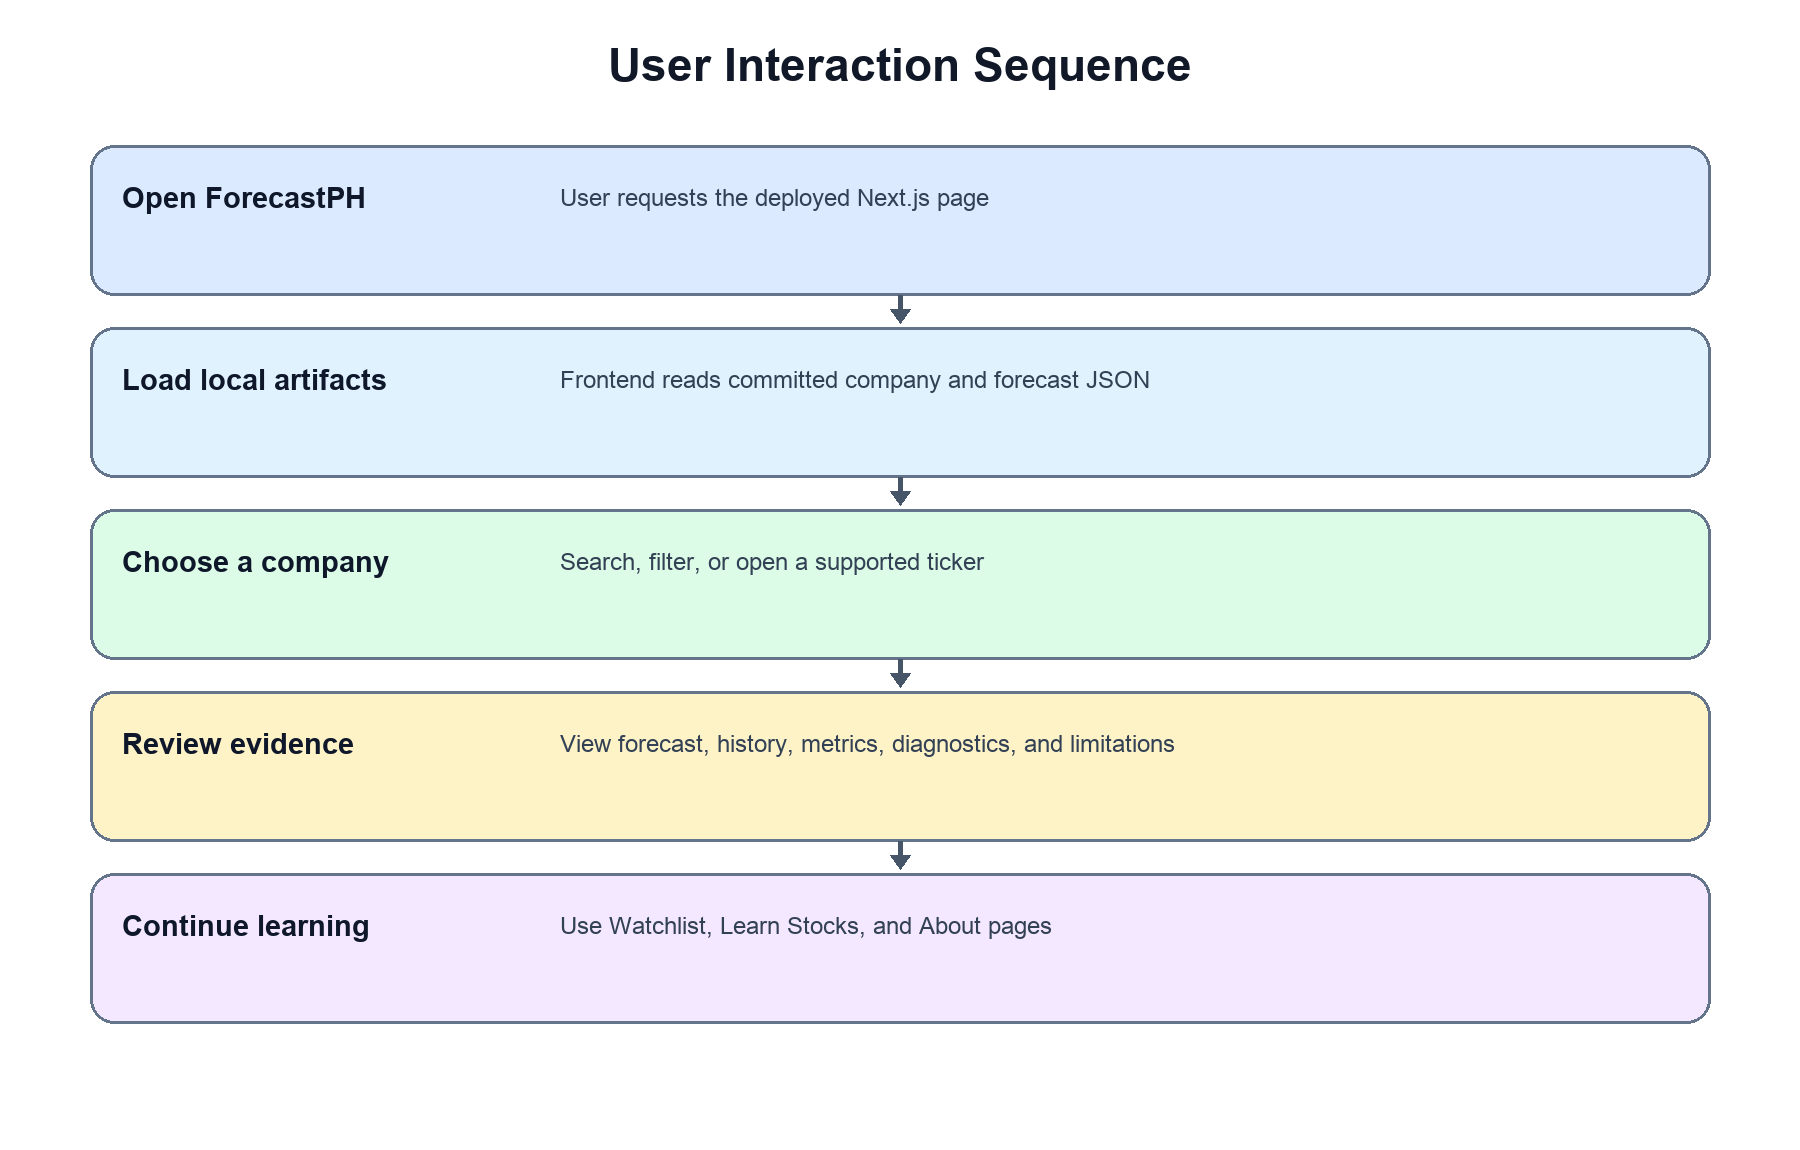 User Interaction Sequence
Open ForecastPH
User requests the deployed Next.js page
Load local artifacts
Frontend reads committed company and forecast JSON
Choose a company
Search, filter, or open a supported ticker
Review evidence
View forecast, history, metrics, diagnostics, and limitations
Continue learning
Use Watchlist, Learn Stocks, and About pages